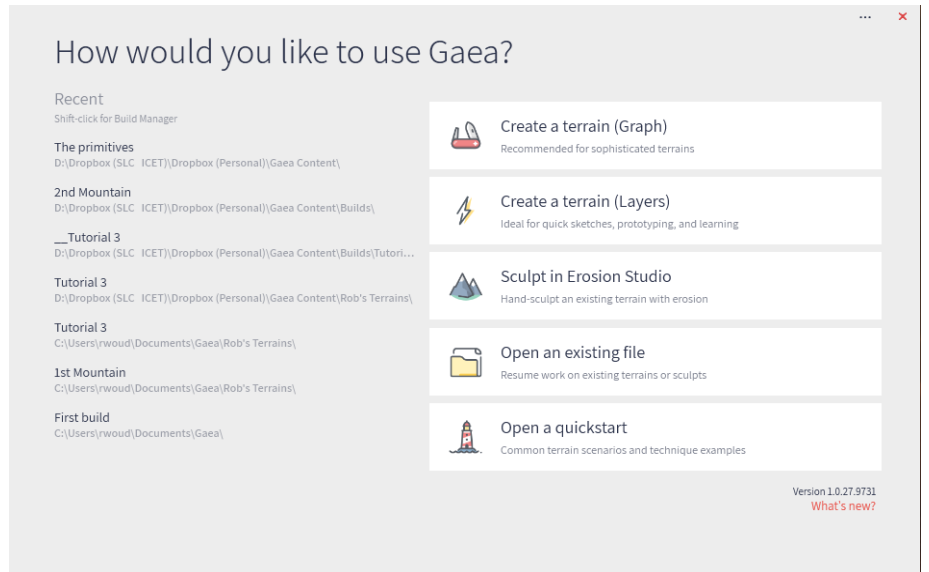 ...
How would you like to use Gaea?
Recent
Shift-click for Build Manager
The primitives
D:\Dropbox (SLC  ICET)\Dropbox (Personal)\Gaea Content\
2nd Mountain
D:\Dropbox (SLC  ICET)\Dropbox (Personal)\Gaea Content\Builds\
__Tutorial 3
D:\Dropbox (SLC  ICET)\Dropbox (Personal)\Gaea Content\Builds\Tutori...
Tutorial 3
D:\Dropbox (SLC  ICET)\Dropbox (Personal)\Gaea Content\Rob's Terrains\
Tutorial 3
C:\Users\rwoud\Documents\Gaea\Rob's Terrains\
1st Mountain
C:\Users\rwoud\Documents\Gaea\Rob's Terrains\
First build
C:\Users\rwoud\Documents\Gaea\
Create a terrain (Graph)
Recommended for sophisticated terrains
Create a terrain (Layers)
Ideal for quick sketches, prototyping, and learning
Sculpt in Erosion Studio
Hand-sculpt an existing terrain with erosion
Open an existing file
Resume work on existing terrains or sculpts
Open a quickstart
Common terrain scenarios and technique examples
Version 1.0.27.9731
What's new?